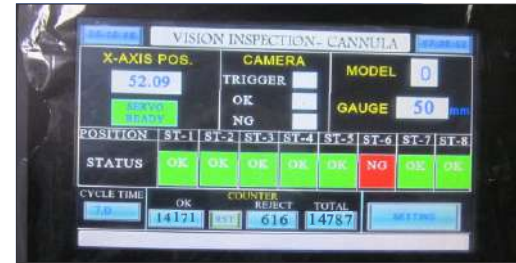 VISION INSPECTION- CANNULA
X-AXIS POS. CAMERA MODEL 0
52.09 TRIGGER
SERVO READY OK GAUGE 50 mm
NG
POSITION ST-1 ST-2 ST-3 ST-4 ST-5 ST-6 ST-7 ST-8
STATUS OK OK OK OK OK NG OK OK
CYCLE TIME COUNTER
OK REJECT TOTAL
7.0 14171 RST 616 14787 SETTING